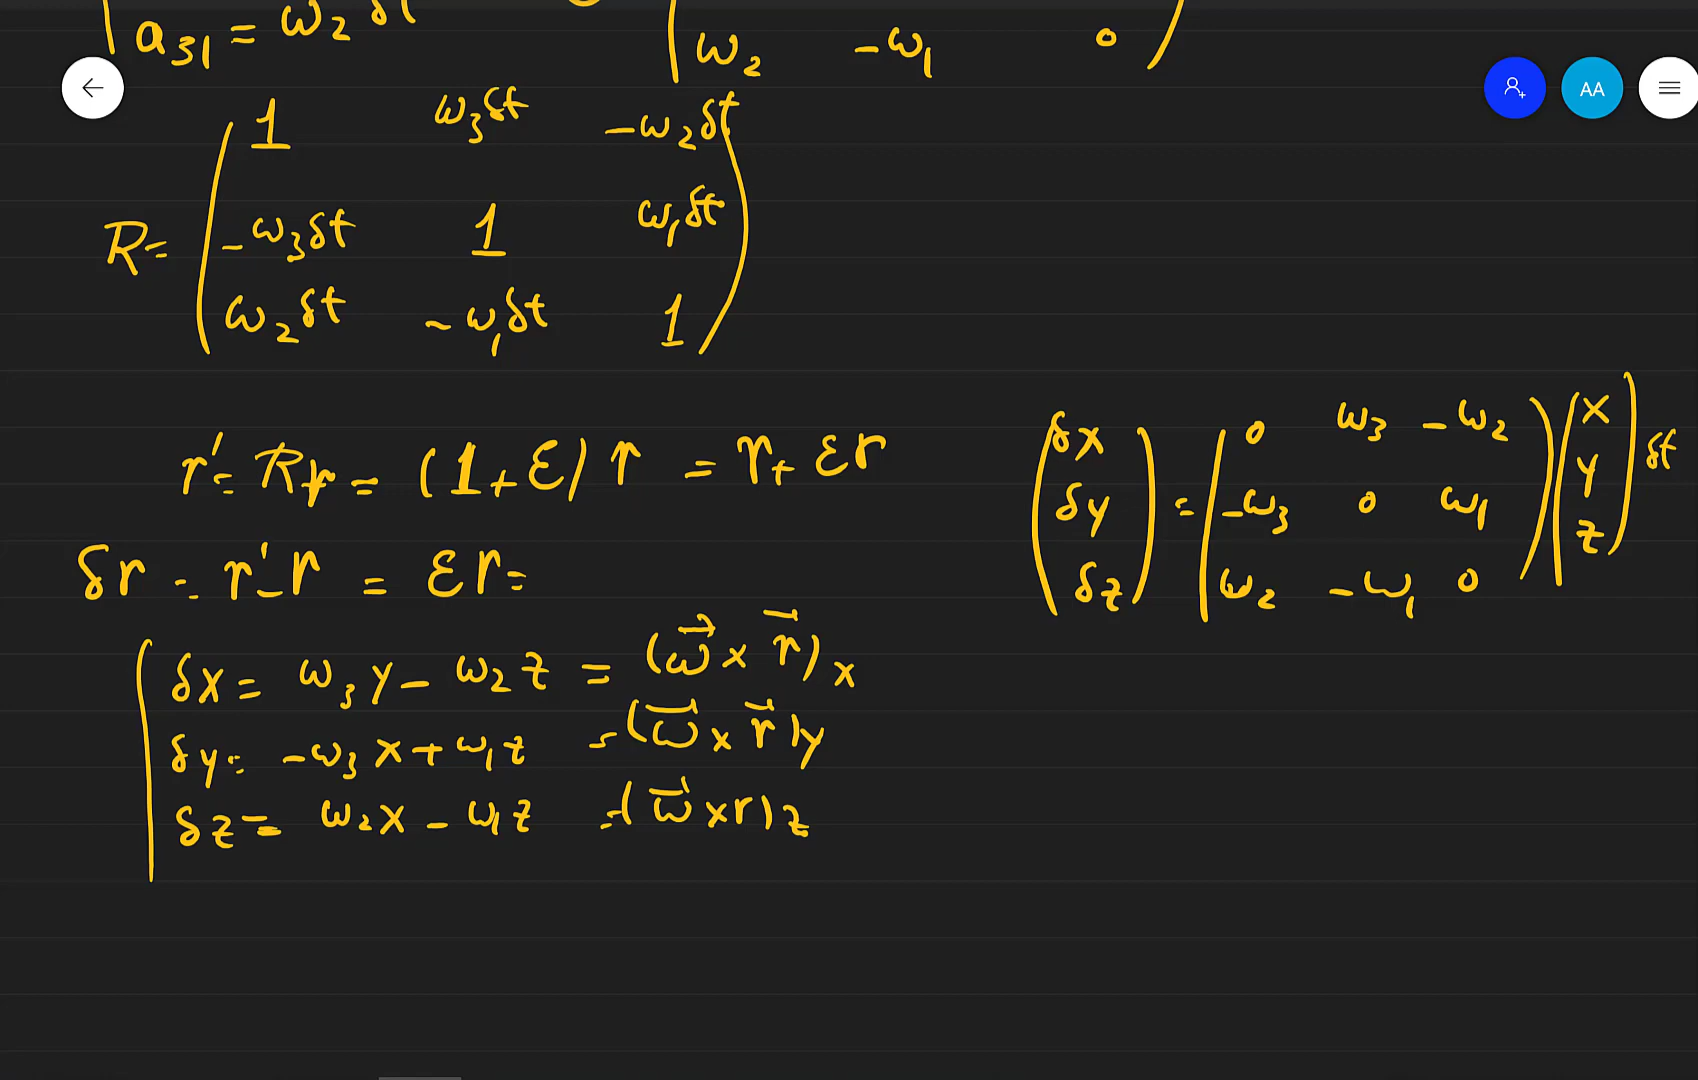 a₃₁ = ω₂ δt
ω₂ -ω₁ 0
AA
1 ω₃δt -ω₂δt
R= -ω₃δt 1 ω₁δt
ω₂δt -ω₁δt 1
r' = Rr = (1+ε) r = r + εr
δr = r' - r = εr =
δx 0 ω₃ -ω₂ x
δy = -ω₃ 0 ω₁ y δt
δz ω₂ -ω₁ 0 z
δx = ω₃y - ω₂z = (ω⃗ × r⃗)x
δy = -ω₃x + ω₁z = (ω⃗ × r⃗)y
δz = ω₂x - ω₁z = (ω⃗ × r)z